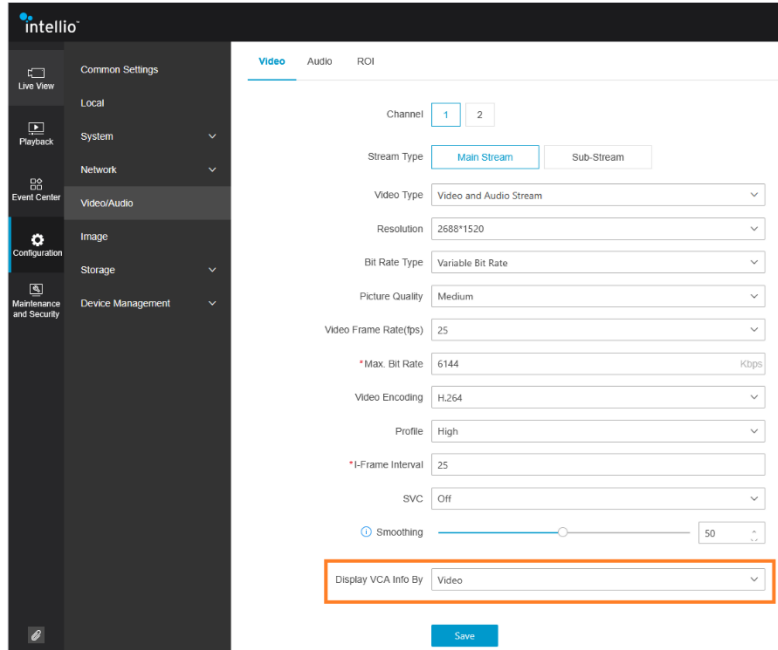 intellio
Live View
Playback
Event Center
Configuration
Maintenance
and Security
Common Settings
Local
System
Network
Video/Audio
Image
Storage
Device Management
Video Audio ROI
Channel 1 2
Stream Type Main Stream Sub-Stream
Video Type Video and Audio Stream
Resolution 2688*1520
Bit Rate Type Variable Bit Rate
Picture Quality Medium
Video Frame Rate(fps) 25
*Max. Bit Rate 6144 Kbps
Video Encoding H.264
Profile High
*I-Frame Interval 25
SVC Off
Smoothing 50
Display VCA Info By Video
Save